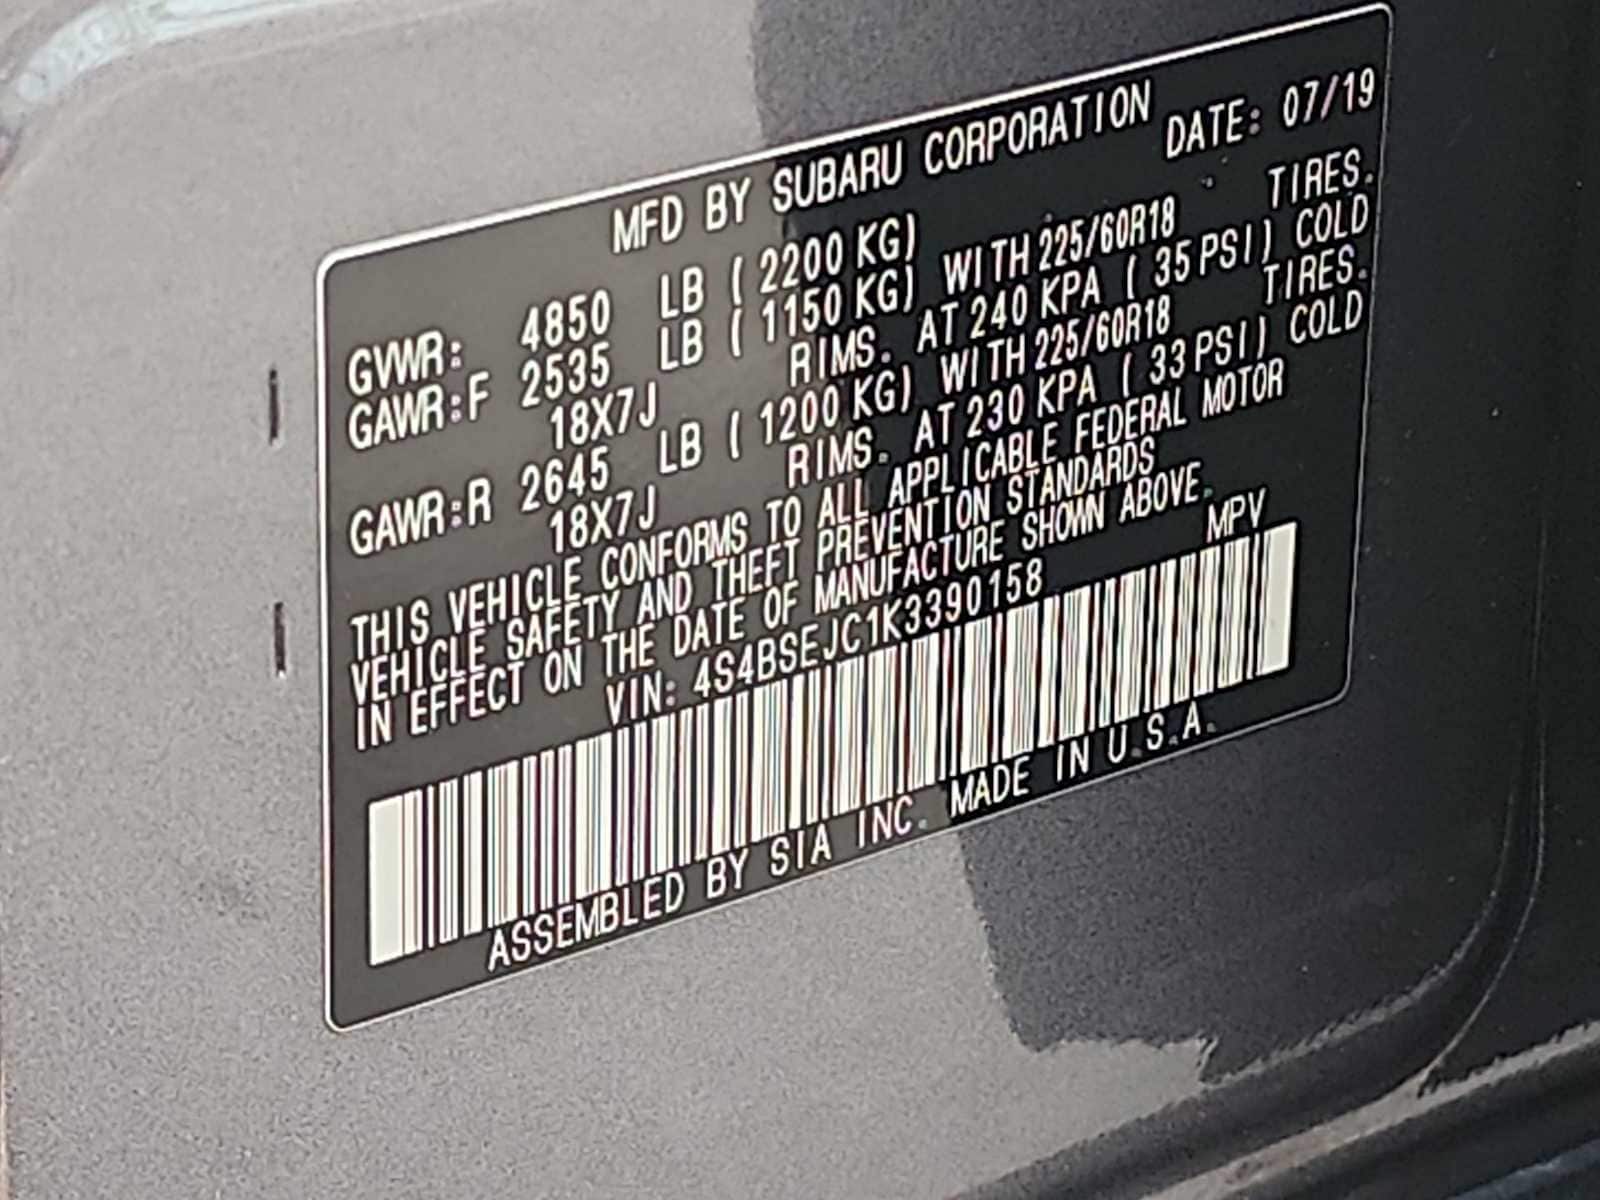 MFD BY SUBARU CORPORATION
DATE: 07/19
GVWR: 4850 LB ( 2200 KG)
GAWR:F 2535 LB ( 1150 KG) WITH 225/60R18 TIRES.
18X7J RIMS. AT 240 KPA ( 35 PSI) COLD
GAWR:R 2645 LB ( 1200 KG) WITH 225/60R18 TIRES.
18X7J RIMS. AT 230 KPA ( 33 PSI) COLD
THIS VEHICLE CONFORMS TO ALL APPLICABLE FEDERAL MOTOR
VEHICLE SAFETY AND THEFT PREVENTION STANDARDS
IN EFFECT ON THE DATE OF MANUFACTURE SHOWN ABOVE.
VIN: 4S4BSEJC1K3390158 MPV
ASSEMBLED BY SIA INC. MADE IN U.S.A.